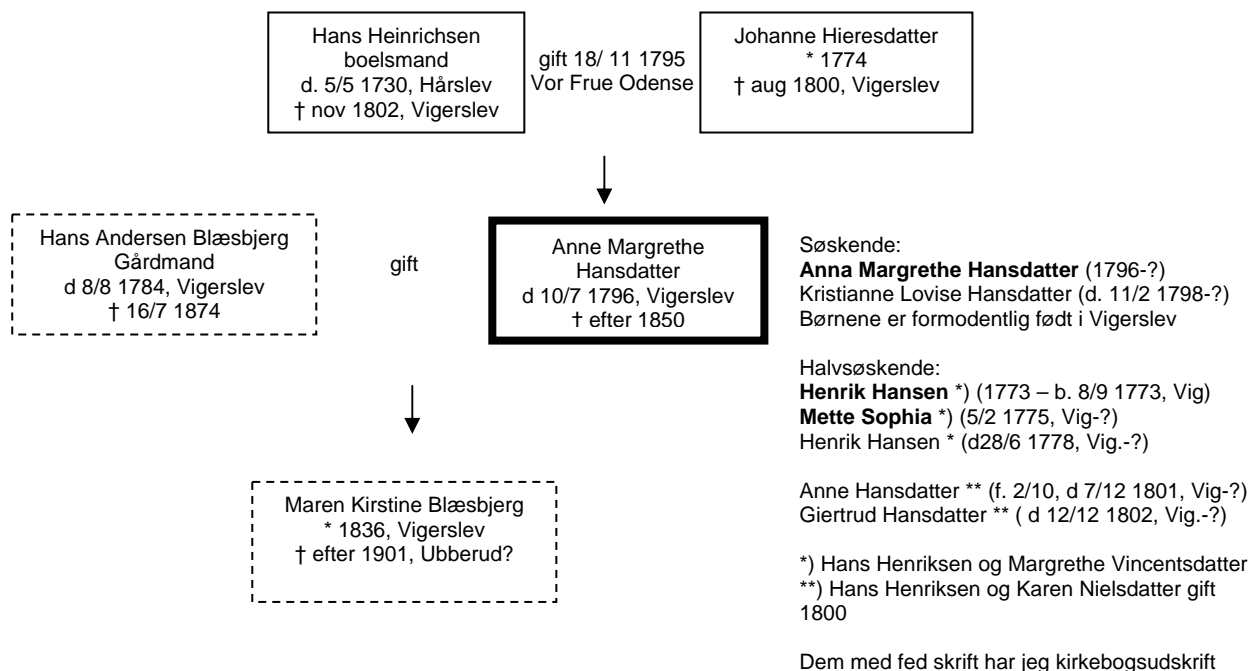 Hans Heinrichsen
boelsmand
d. 5/5 1730, Hårslev
† nov 1802, Vigerslev
gift 18/ 11 1795
Vor Frue Odense
Johanne Hieresdatter
* 1774
† aug 1800, Vigerslev
Hans Andersen Blæsbjerg
Gårdmand
d 8/8 1784, Vigerslev
† 16/7 1874
gift
Anne Margrethe
Hansdatter
d 10/7 1796, Vigerslev
† efter 1850
Søskende:
Anna Margrethe Hansdatter (1796-?)
Kristianne Lovise Hansdatter (d. 11/2 1798-?)
Børnene er formodentlig født i Vigerslev
Halvsøskende:
Henrik Hansen *) (1773 – b. 8/9 1773, Vig)
Mette Sophia *) (5/2 1775, Vig-?)
Henrik Hansen * (d28/6 1778, Vig.-?)
Anne Hansdatter ** (f. 2/10, d 7/12 1801, Vig-?)
Giertrud Hansdatter ** ( d 12/12 1802, Vig.-?)
*) Hans Henriksen og Margrethe Vincentsdatter
**) Hans Henriksen og Karen Nielsdatter gift
1800
Dem med fed skrift har jeg kirkebogsudskrift
Maren Kirstine Blæsbjerg
* 1836, Vigerslev
† efter 1901, Ubberud?